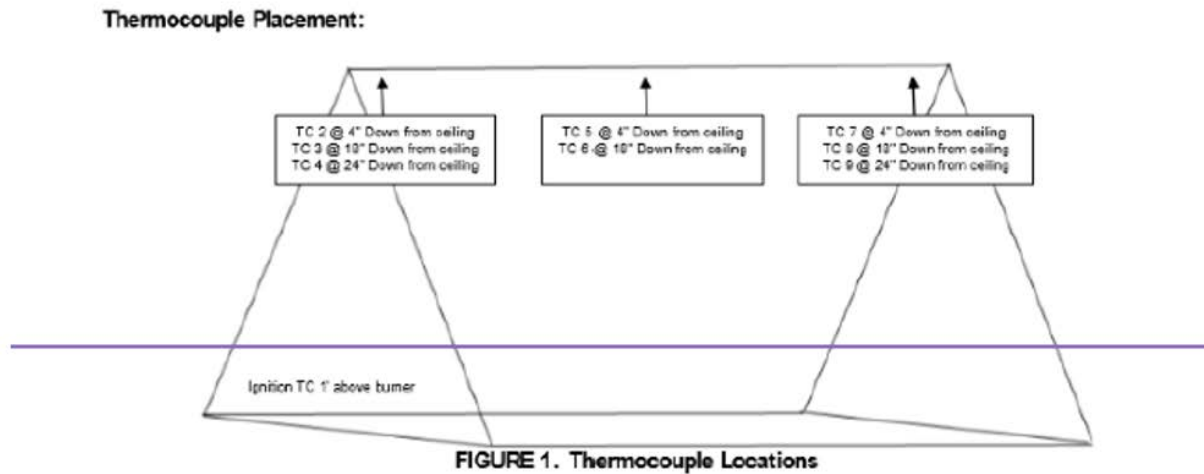 Thermocouple Placement:
TC 2 @ 4" Down from ceiling
TC 3 @ 18" Down from ceiling
TC 4 @ 24" Down from ceiling
TC 5 @ 4" Down from ceiling
TC 6 @ 18" Down from ceiling
TC 7 @ 4" Down from ceiling
TC 8 @ 18" Down from ceiling
TC 9 @ 24" Down from ceiling
Ignition TC 1' above burner
FIGURE 1. Thermocouple Locations